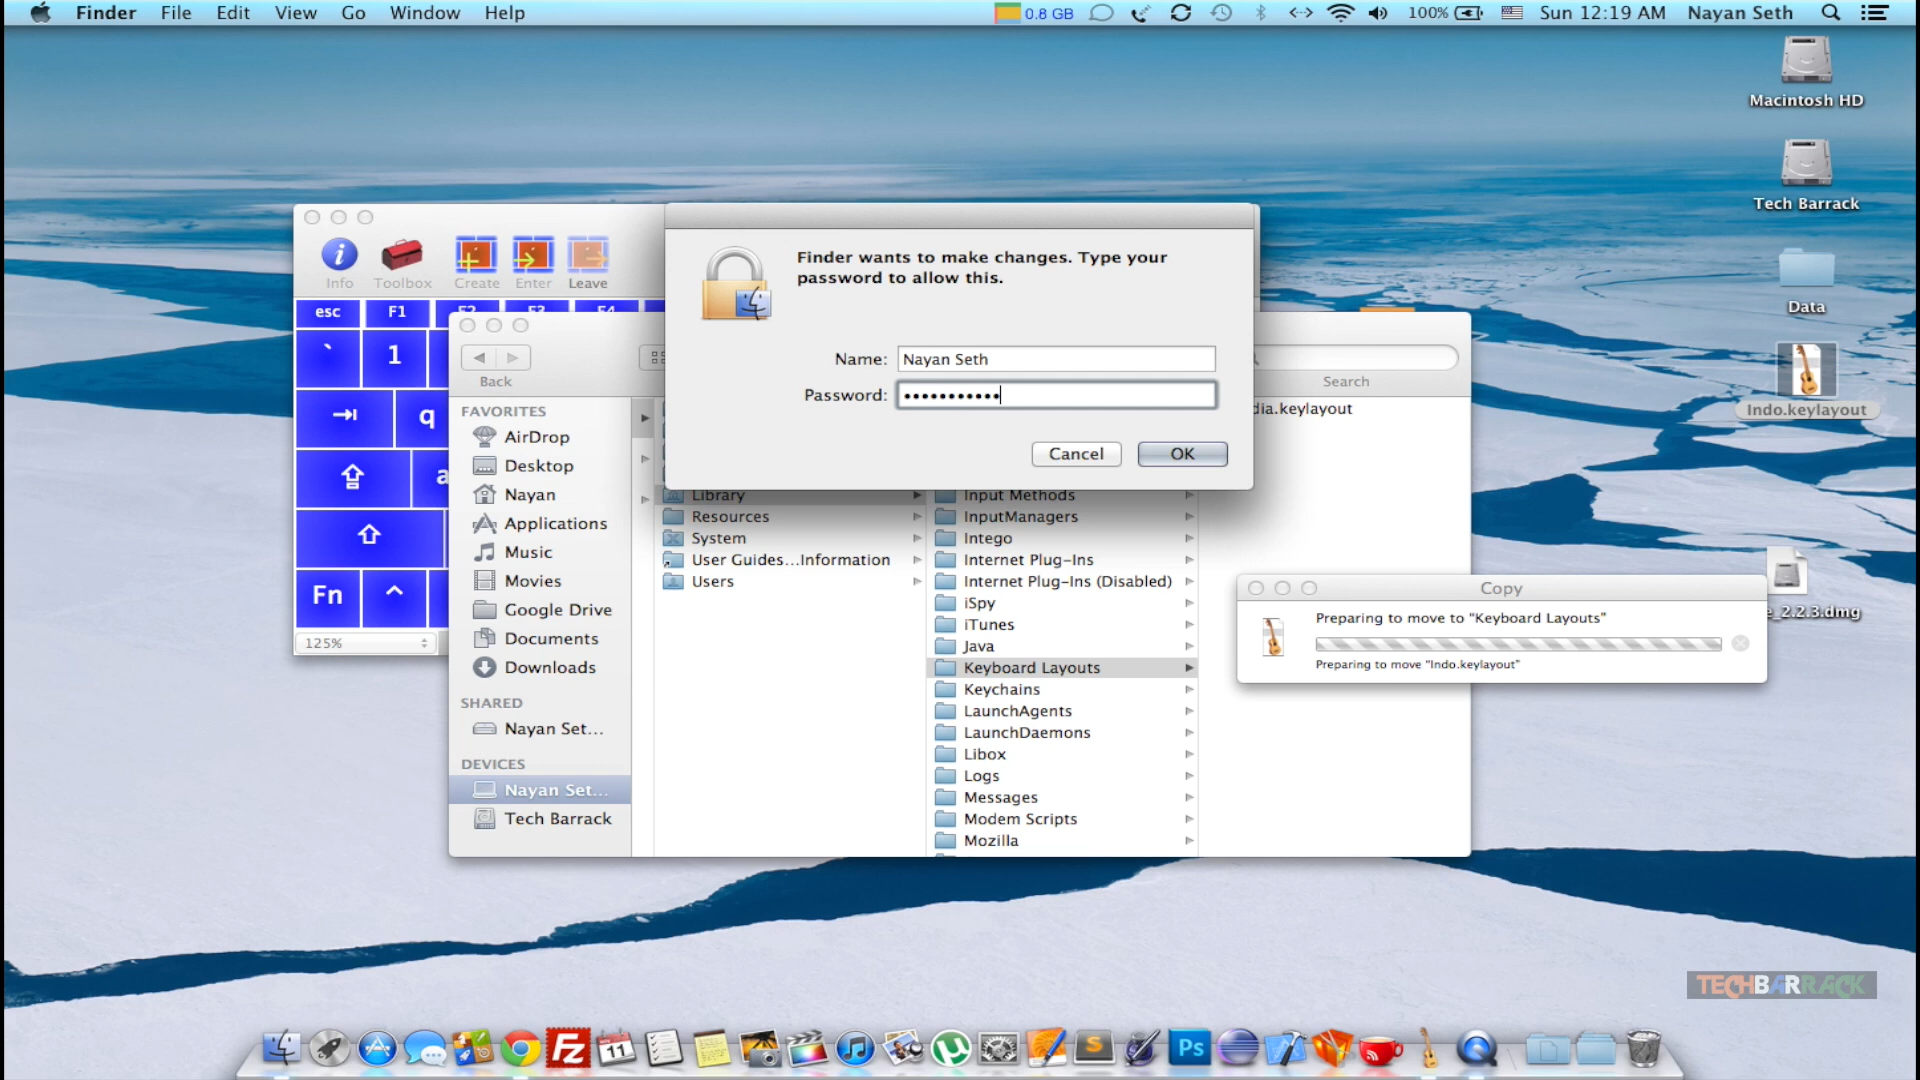 Finder File Edit View Go Window Help
0.8 GB 100% Sun 12:19 AM Nayan Seth
Macintosh HD
Tech Barrack
Data
Indo.keylayout
e_2.2.3.dmg
Info Toolbox Create Enter Leave
esc F1 F2 F3 F4
` 1
q
a
Fn ^
125%
Finder wants to make changes. Type your
password to allow this.
Name: Nayan Seth
Password: •••••••••••
Cancel OK
Back
Search
FAVORITES
AirDrop
Desktop
Nayan
Applications
Music
Movies
Google Drive
Documents
Downloads
SHARED
Nayan Set...
DEVICES
Nayan Set...
Tech Barrack
Library
Resources
System
User Guides...Information
Users
Input Methods
InputManagers
Intego
Internet Plug-Ins
Internet Plug-Ins (Disabled)
iSpy
iTunes
Java
Keyboard Layouts
Keychains
LaunchAgents
LaunchDaemons
Libox
Logs
Messages
Modem Scripts
Mozilla
dia.keylayout
Copy
Preparing to move to "Keyboard Layouts"
Preparing to move "Indo.keylayout"
TECHBARRACK
FZ
11
S
Ps